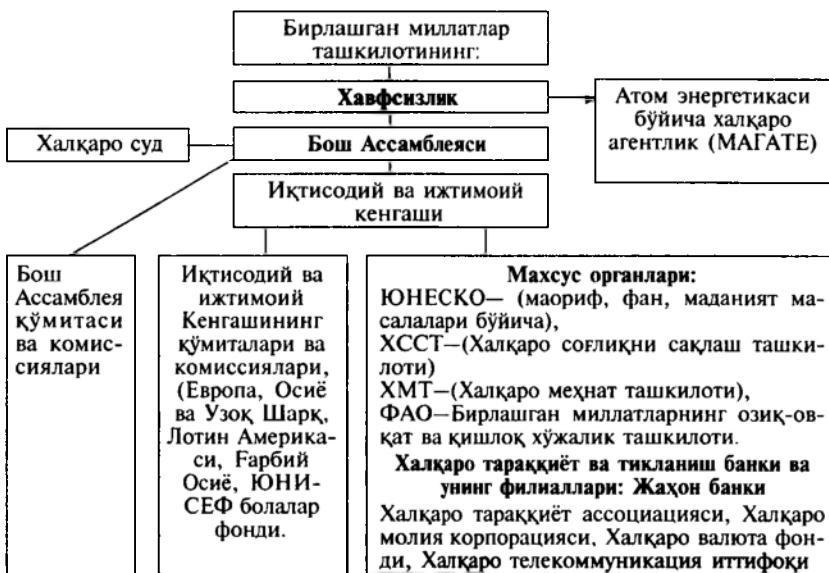 Бирлашган миллатлар
ташкилотининг:
Хавфсизлик
Атом энергетикаси
бўйича халқаро
агентлик (МАГАТЕ)
Халқаро суд
Бош Ассамблеяси
Иқтисодий ва ижтимоий
кенгаши
Бош
Ассамблея
қўмитаси
ва комис-
сиялари
Иқтисодий ва
ижтимоий
Кенгашининг
қўмиталари ва
комиссиялари,
(Европа, Осиё
ва Узоқ Шарқ,
Лотин Америка-
си, Ғарбий
Осиё, ЮНИ-
СЕФ болалар
фонди.
Махсус органлари:
ЮНЕСКО— (маориф, фан, маданият ма-
салалари бўйича),
ХССТ—(Халқаро соғлиқни сақлаш ташки-
лоти)
ХМТ—(Халқаро меҳнат ташкилоти),
ФАО—Бирлашган миллатларнинг озиқ-ов-
қат ва қишлоқ хўжалик ташкилоти.
Халқаро тараққиёт ва тикланиш банки ва
унинг филиаллари: Жаҳон банки
Халқаро тараққиёт ассоциацияси, Халқаро
молия корпорацияси, Халқаро валюта фон-
ди, Халқаро телекоммуникация иттифоқи